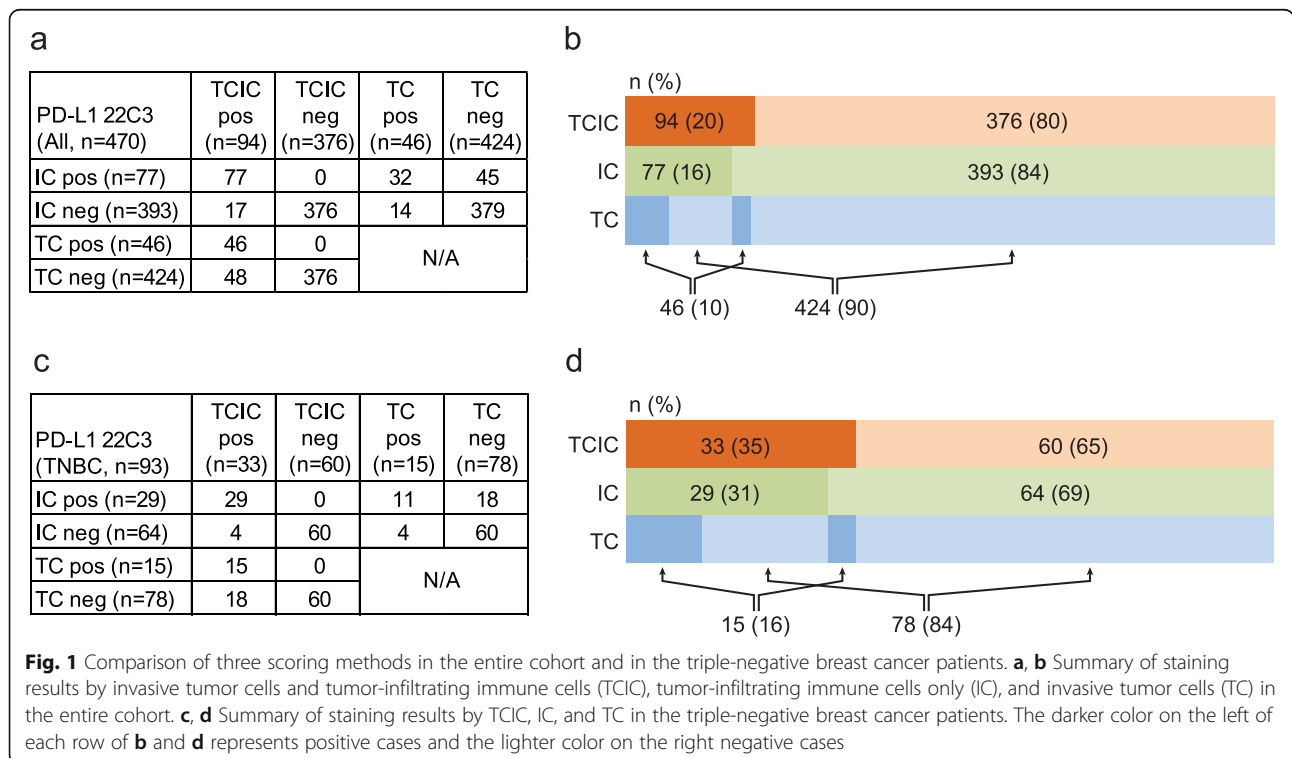 a
PD-L1 22C3 (All, n=470) TCIC pos (n=94) TCIC neg (n=376) TC pos (n=46) TC neg (n=424)
IC pos (n=77) 77 0 32 45
IC neg (n=393) 17 376 14 379
TC pos (n=46) 46 0 N/A
TC neg (n=424) 48 376
b
n (%)
TCIC 94 (20) 376 (80)
IC 77 (16) 393 (84)
TC
46 (10) 424 (90)
c
PD-L1 22C3 (TNBC, n=93) TCIC pos (n=33) TCIC neg (n=60) TC pos (n=15) TC neg (n=78)
IC pos (n=29) 29 0 11 18
IC neg (n=64) 4 60 4 60
TC pos (n=15) 15 0 N/A
TC neg (n=78) 18 60
d
n (%)
TCIC 33 (35) 60 (65)
IC 29 (31) 64 (69)
TC
15 (16) 78 (84)
Fig. 1 Comparison of three scoring methods in the entire cohort and in the triple-negative breast cancer patients. a, b Summary of staining
results by invasive tumor cells and tumor-infiltrating immune cells (TCIC), tumor-infiltrating immune cells only (IC), and invasive tumor cells (TC) in
the entire cohort. c, d Summary of staining results by TCIC, IC, and TC in the triple-negative breast cancer patients. The darker color on the left of
each row of b and d represents positive cases and the lighter color on the right negative cases